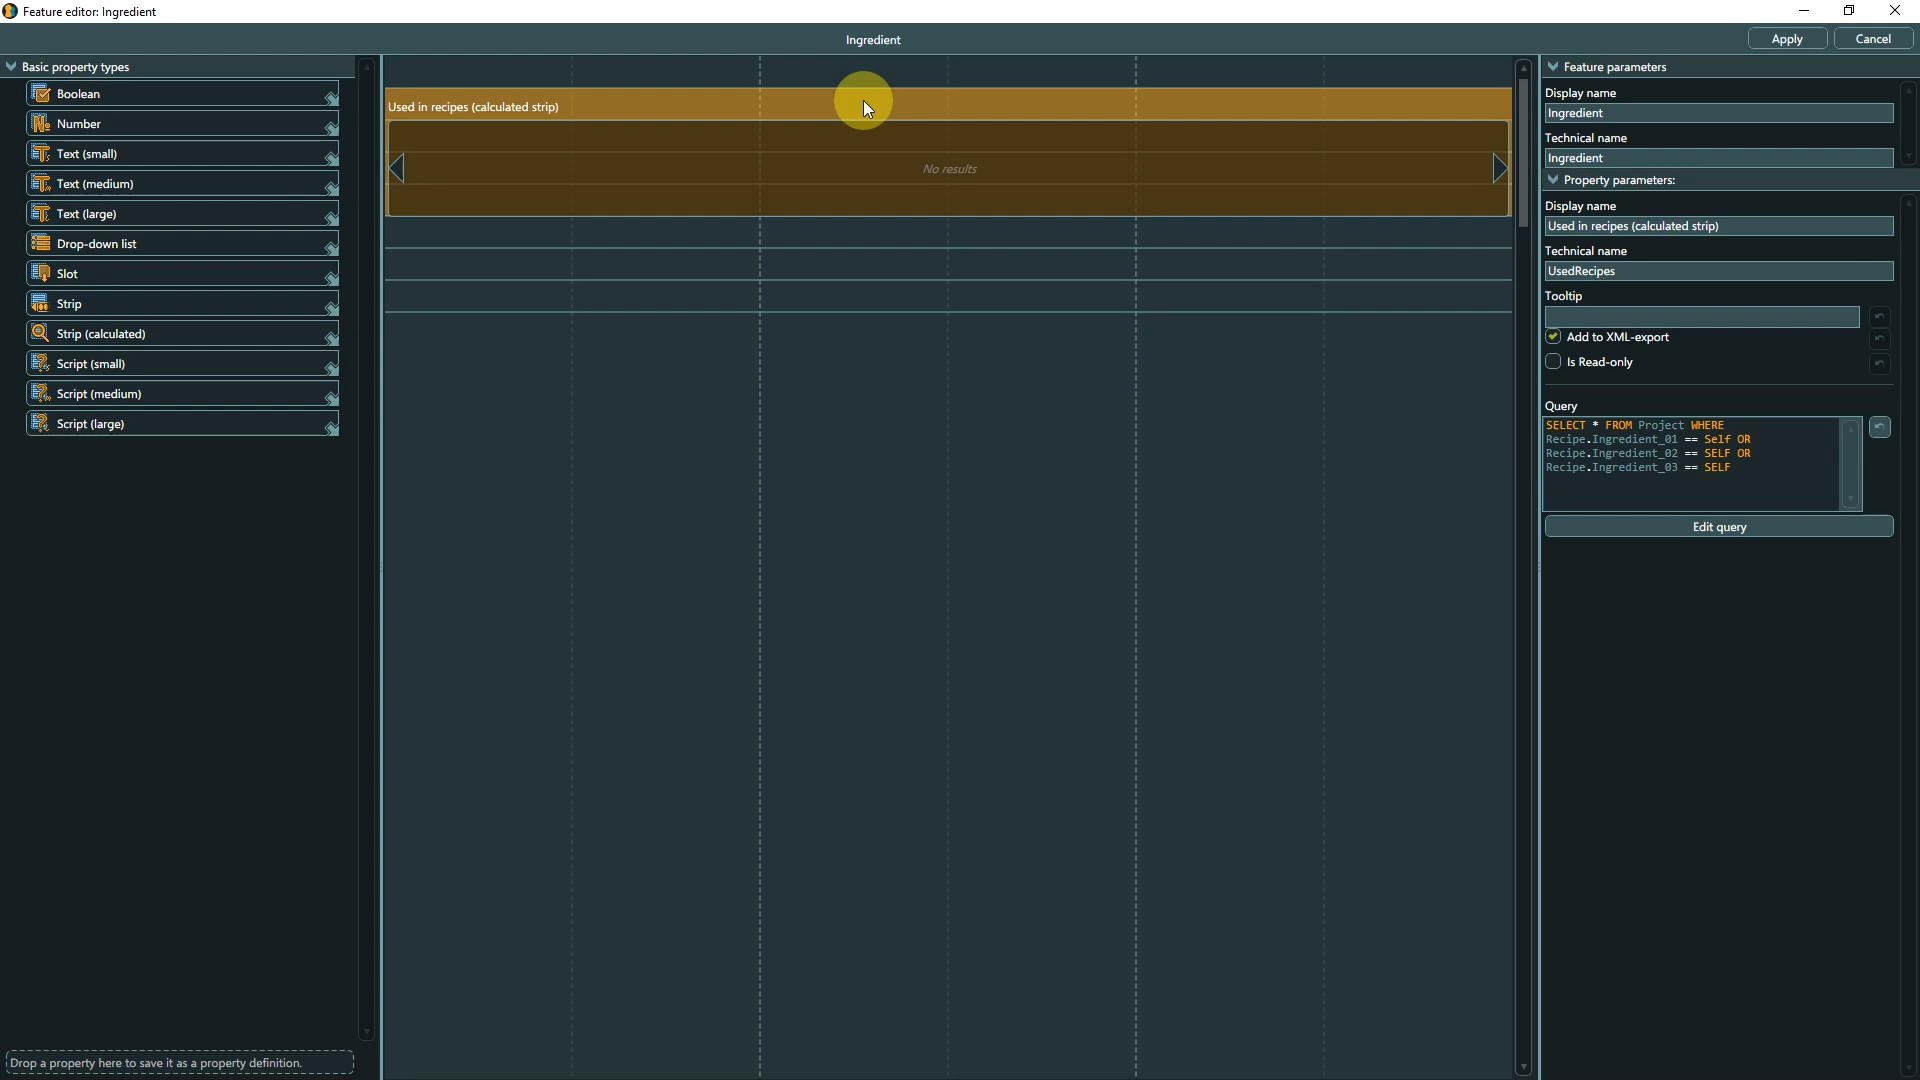 Feature editor: Ingredient
Ingredient
Apply
Cancel
Basic property types
Boolean
Number
Text (small)
Text (medium)
Text (large)
Drop-down list
Slot
Strip
Strip (calculated)
Script (small)
Script (medium)
Script (large)
Drop a property here to save it as a property definition.
Used in recipes (calculated strip)
No results
Feature parameters
Display name
Ingredient
Technical name
Ingredient
Property parameters:
Display name
Used in recipes (calculated strip)
Technical name
UsedRecipes
Tooltip
Add to XML-export
Is Read-only
Query
SELECT * FROM Project WHERE
Recipe.Ingredient_01 == Self OR
Recipe.Ingredient_02 == SELF OR
Recipe.Ingredient_03 == SELF
Edit query